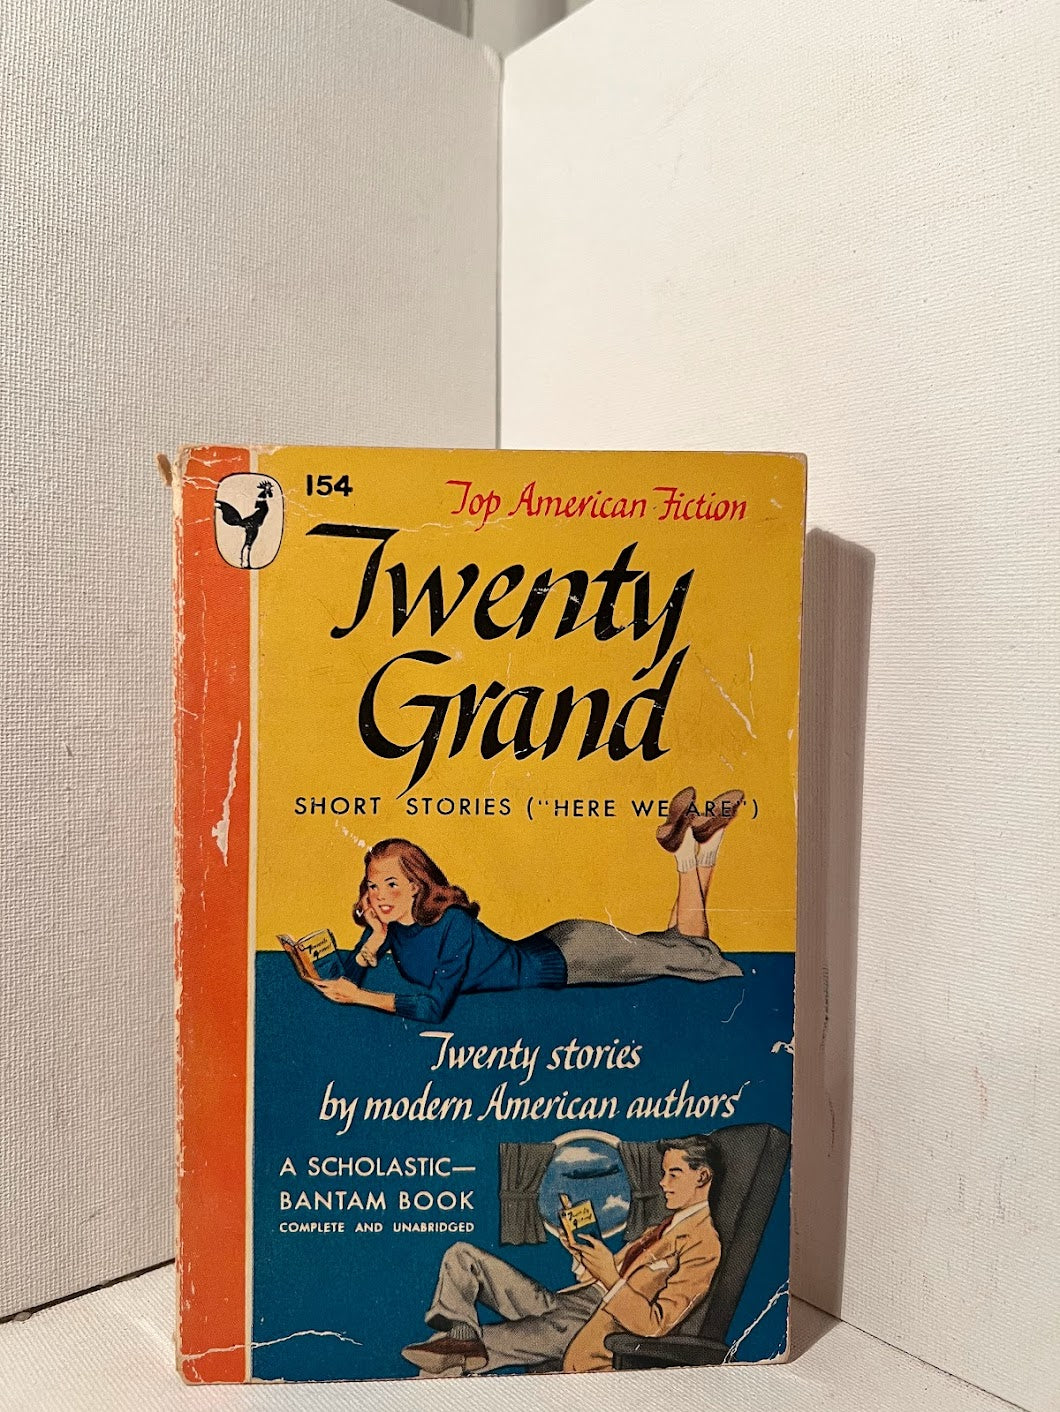 154
Top American Fiction
Twenty
Grand
SHORT STORIES ("HERE WE ARE")
Twenty stories
by modern American authors
A SCHOLASTIC—
BANTAM BOOK
COMPLETE AND UNABRIDGED